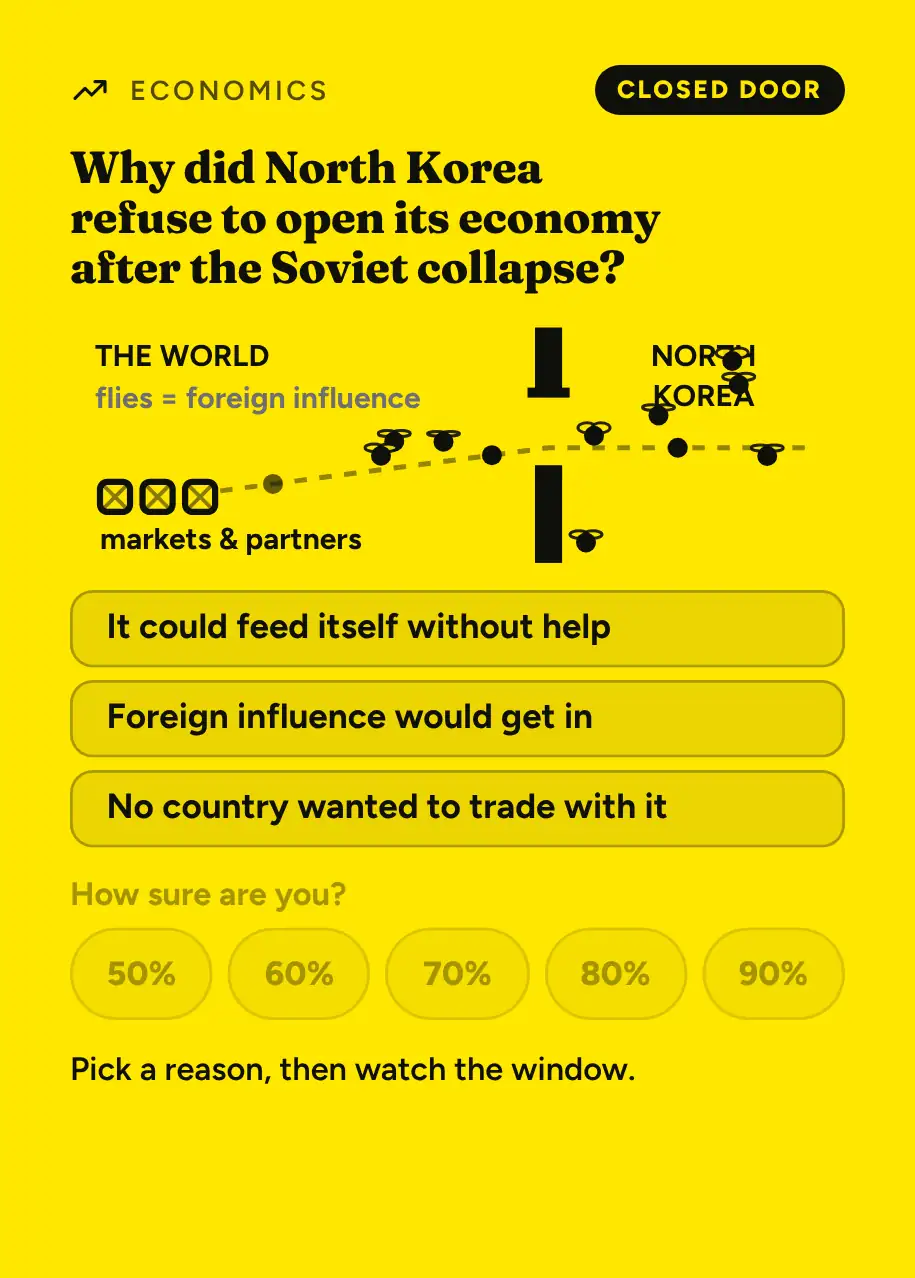 ECONOMICS
CLOSED DOOR
Why did North Korea
refuse to open its economy
after the Soviet collapse?
THE WORLD
flies = foreign influence
NORTH
KOREA
markets & partners
It could feed itself without help
Foreign influence would get in
No country wanted to trade with it
How sure are you?
50%
60%
70%
80%
90%
Pick a reason, then watch the window.